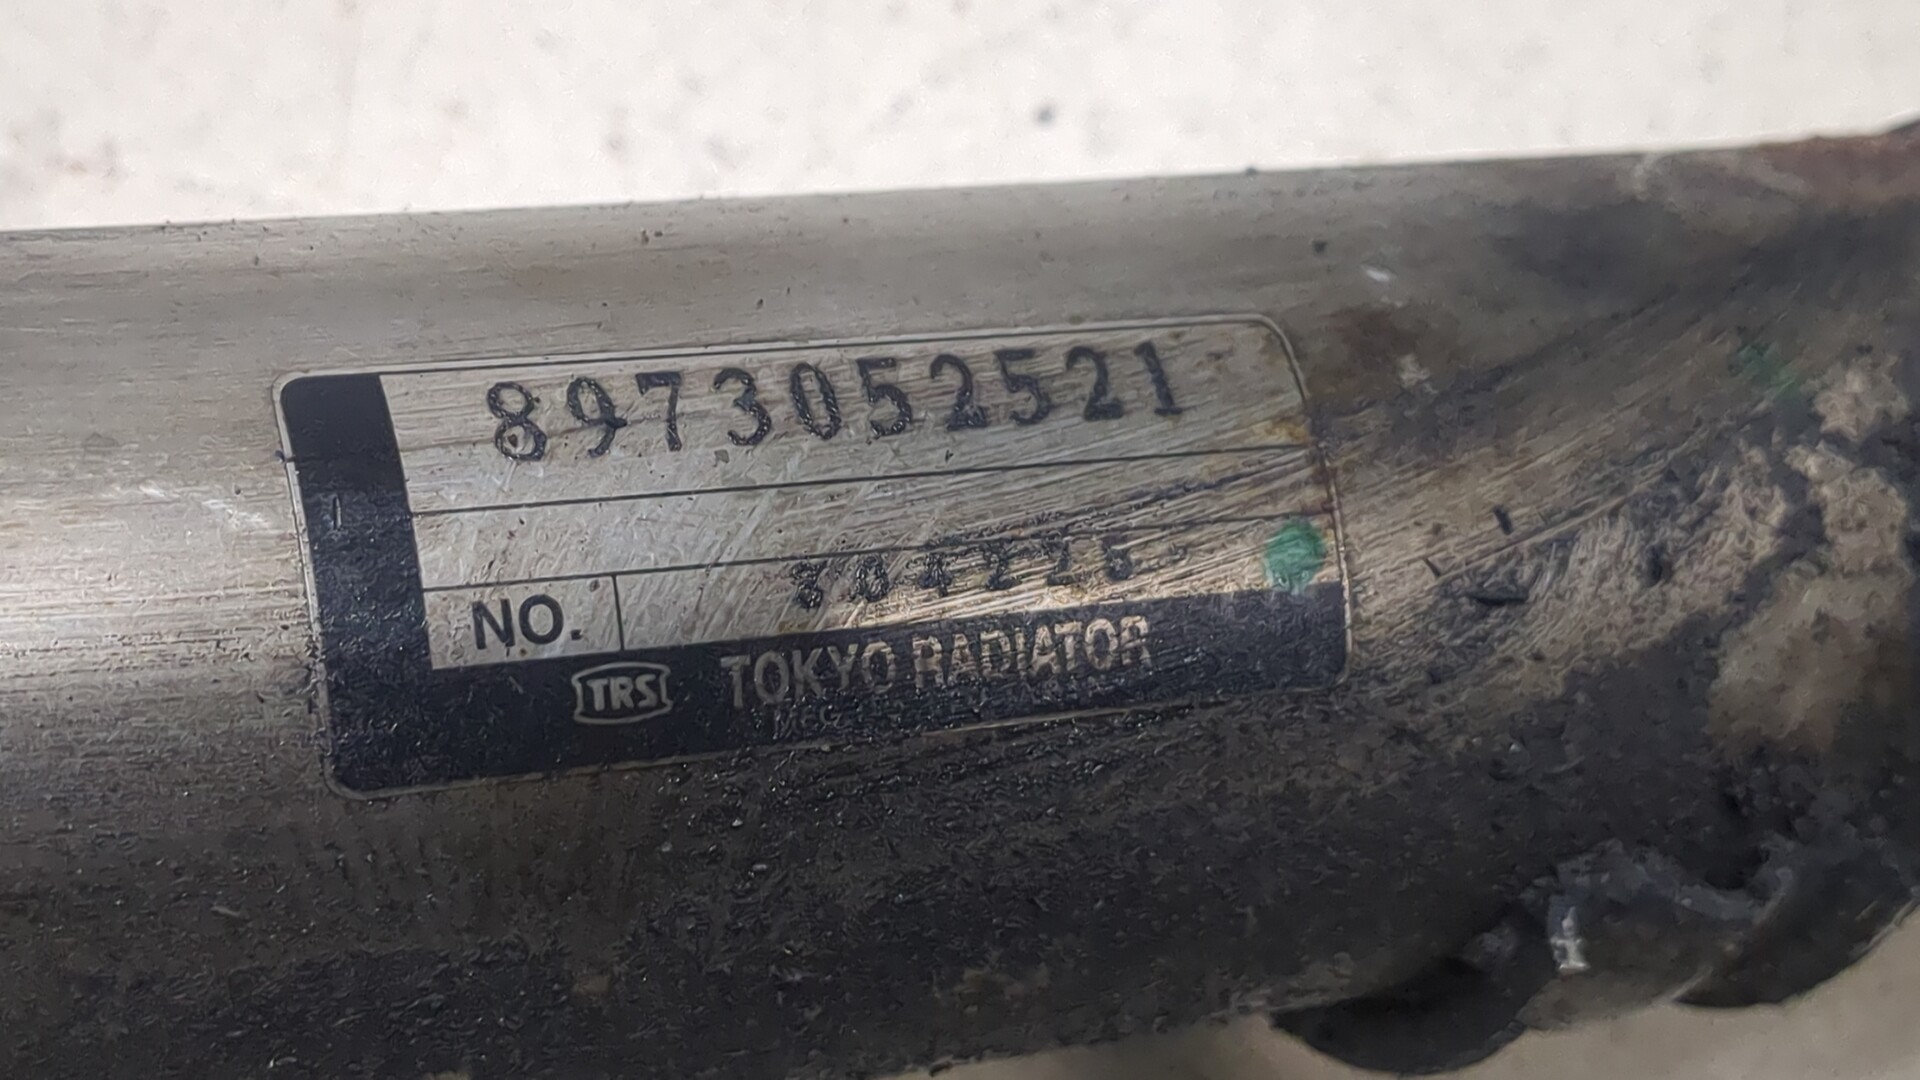 8973052521
NO.
TRS TOKYO RADIATOR